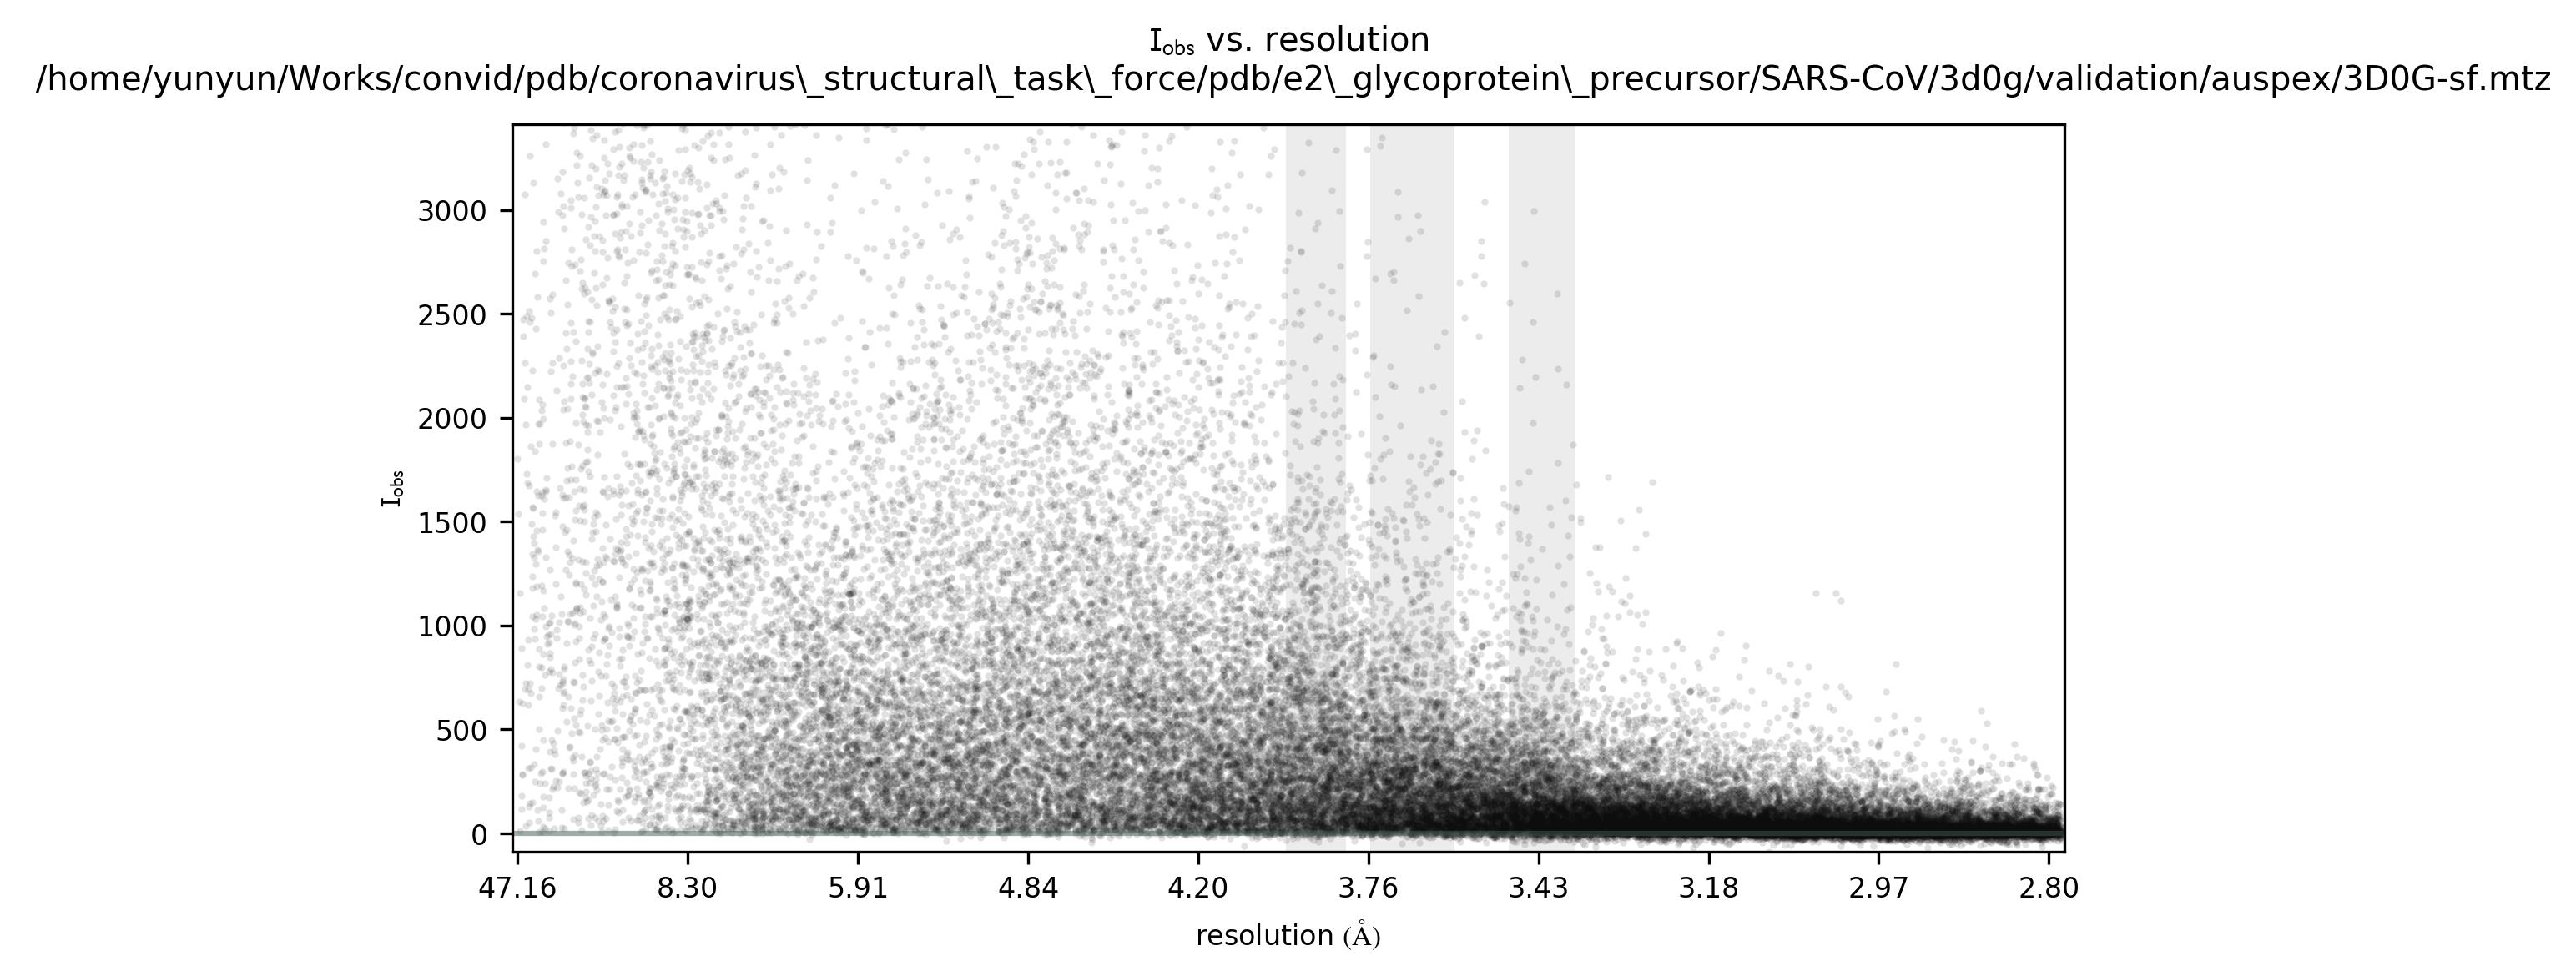 I_obs vs. resolution
/home/yunyun/Works/convid/pdb/coronavirus\_structural\_task\_force/pdb/e2\_glycoprotein\_precursor/SARS-CoV/3d0g/validation/auspex/3D0G-sf.mtz
3000
2500
2000
1500
1000
500
0
I_obs
47.16 8.30 5.91 4.84 4.20 3.76 3.43 3.18 2.97 2.80
resolution (Å)